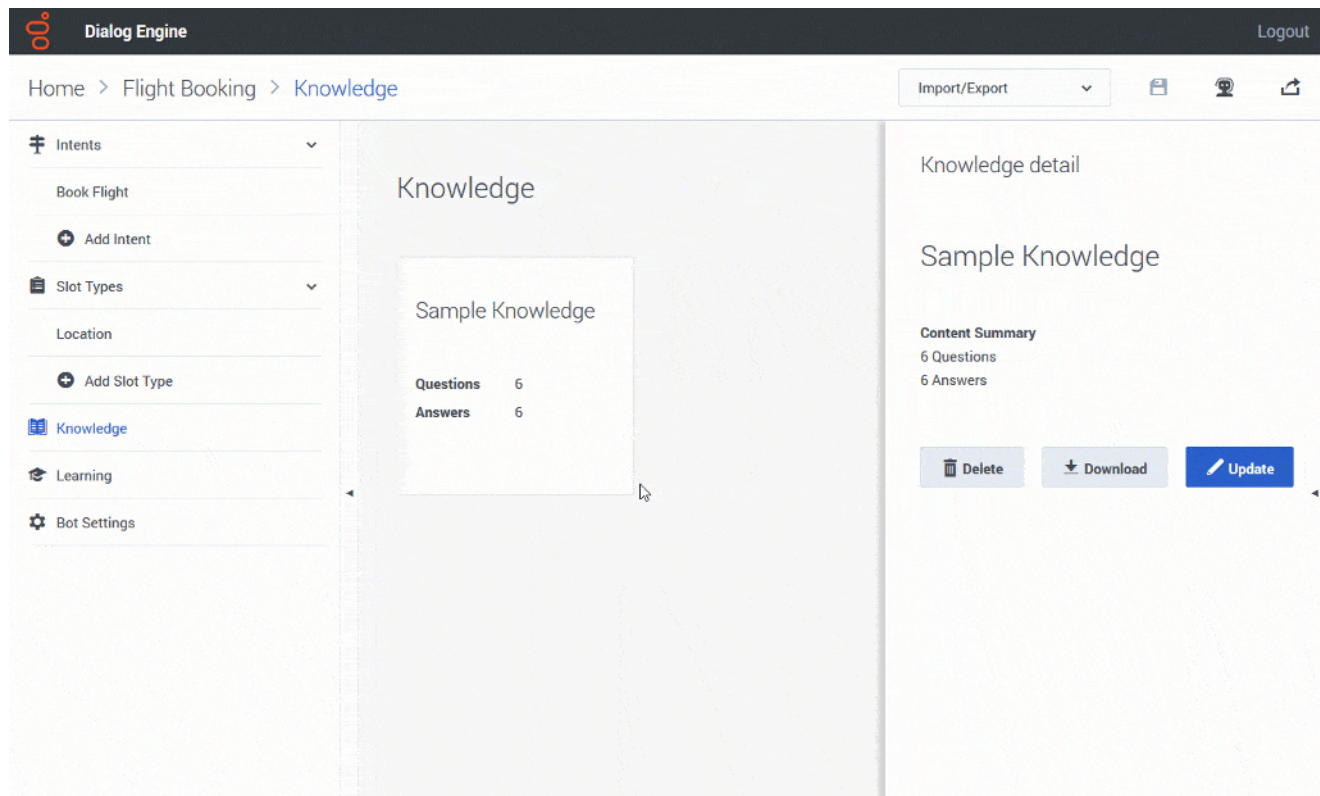 Dialog Engine
Logout
Home > Flight Booking > Knowledge
Import/Export
Intents
Book Flight
Add Intent
Slot Types
Location
Add Slot Type
Knowledge
Learning
Bot Settings
Knowledge
Sample Knowledge
Questions 6
Answers 6
Knowledge detail
Sample Knowledge
Content Summary
6 Questions
6 Answers
Delete
Download
Update